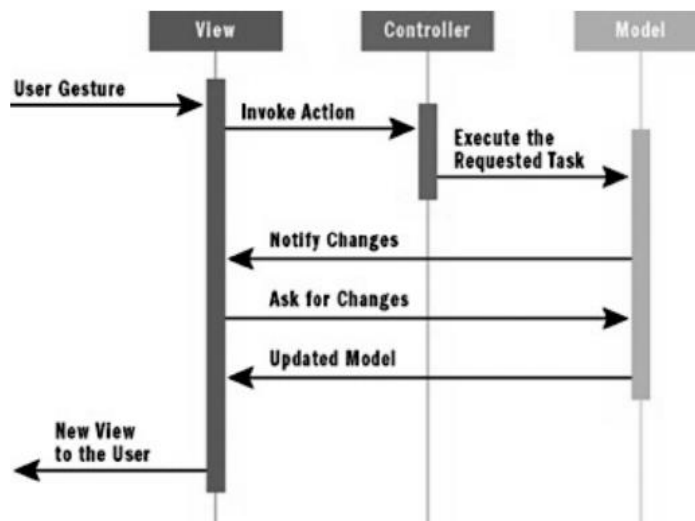 View
Controller
Model
User Gesture
Invoke Action
Execute the
Requested Task
Notify Changes
Ask for Changes
Updated Model
New View
to the User